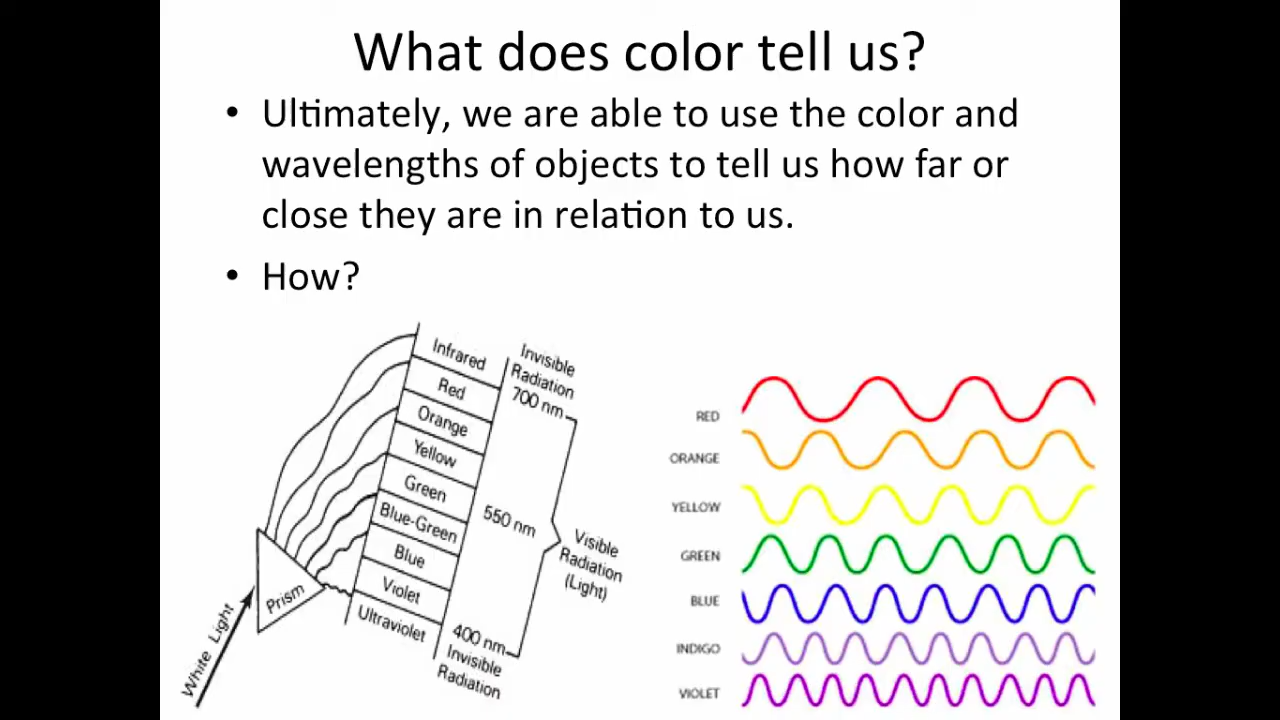 What does color tell us?
• Ultimately, we are able to use the color and
wavelengths of objects to tell us how far or
close they are in relation to us.
• How?
Infrared
Red
Orange
Yellow
Green
Blue-Green
Blue
Violet
Ultraviolet
Invisible
Radiation
700 nm
550 nm
Visible
Radiation
(Light)
400 nm
Invisible
Radiation
Prism
White Light
RED
ORANGE
YELLOW
GREEN
BLUE
INDIGO
VIOLET